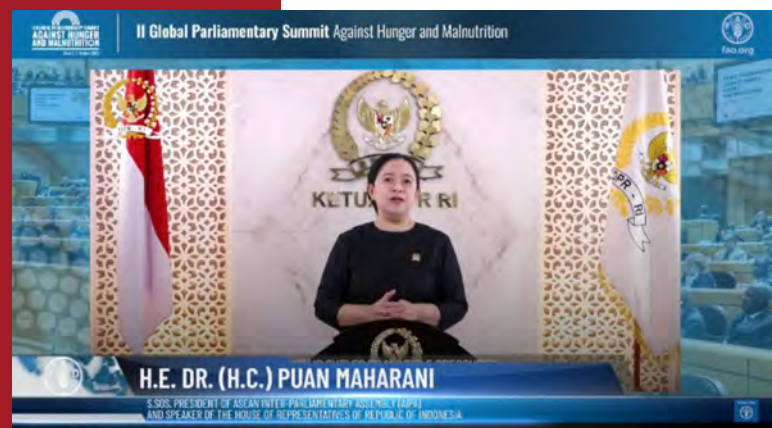 AGAINST HUNGER
AND MALNUTRITION
II Global Parliamentary Summit Against Hunger and Malnutrition
fao.org
KETU R RI
DPR - RI
PR - RI
H.E. DR. (H.C.) PUAN MAHARANI
S.SOS, PRESIDENT OF ASEAN INTER-PARLIAMENTARY ASSEMBLY (AIPA)
AND SPEAKER OF THE HOUSE OF REPRESENTATIVES OF REPUBLIC OF INDONESIA